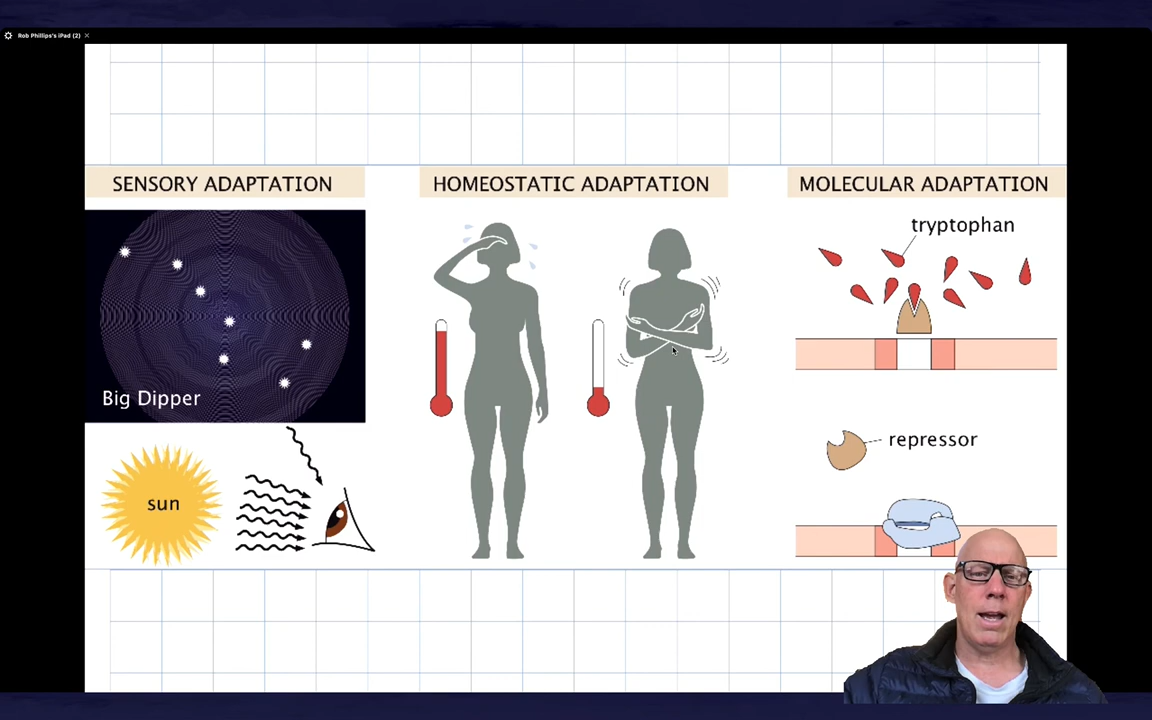 Rob Phillips's iPad (2)
SENSORY ADAPTATION
HOMEOSTATIC ADAPTATION
MOLECULAR ADAPTATION
tryptophan
Big Dipper
repressor
sun